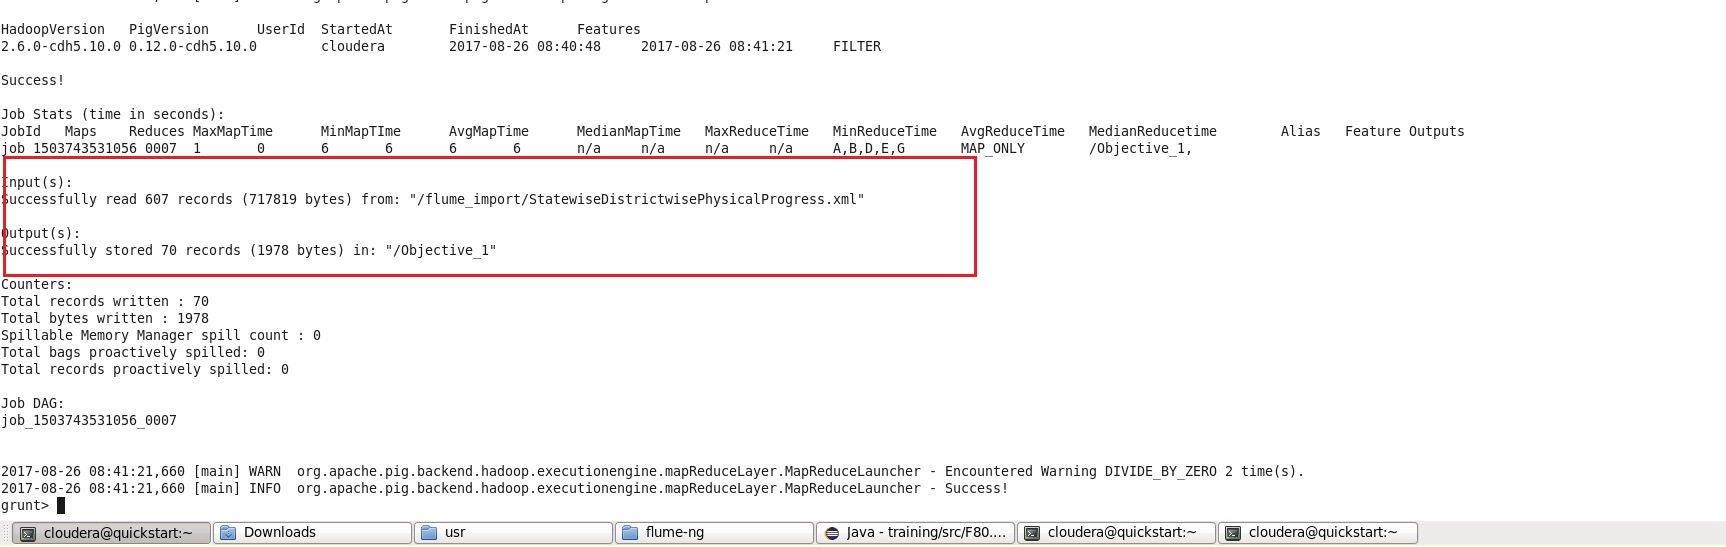 HadoopVersion PigVersion UserId StartedAt FinishedAt Features
2.6.0-cdh5.10.0 0.12.0-cdh5.10.0 cloudera 2017-08-26 08:40:48 2017-08-26 08:41:21 FILTER
Success!
Job Stats (time in seconds):
JobId Maps Reduces MaxMapTime MinMapTIme AvgMapTime MedianMapTime MaxReduceTime MinReduceTime AvgReduceTime MedianReducetime Alias Feature Outputs
job_1503743531056_0007 1 0 6 6 6 6 n/a n/a n/a n/a A,B,D,E,G MAP_ONLY /Objective_1,
Input(s):
Successfully read 607 records (717819 bytes) from: "/flume_import/StatewiseDistrictwisePhysicalProgress.xml"
Output(s):
Successfully stored 70 records (1978 bytes) in: "/Objective_1"
Counters:
Total records written : 70
Total bytes written : 1978
Spillable Memory Manager spill count : 0
Total bags proactively spilled: 0
Total records proactively spilled: 0
Job DAG:
job_1503743531056_0007
2017-08-26 08:41:21,660 [main] WARN org.apache.pig.backend.hadoop.executionengine.mapReduceLayer.MapReduceLauncher - Encountered Warning DIVIDE_BY_ZERO 2 time(s).
2017-08-26 08:41:21,660 [main] INFO org.apache.pig.backend.hadoop.executionengine.mapReduceLayer.MapReduceLauncher - Success!
grunt>
cloudera@quickstart:~ Downloads usr flume-ng Java - training/src/F80.... cloudera@quickstart:~ cloudera@quickstart:~